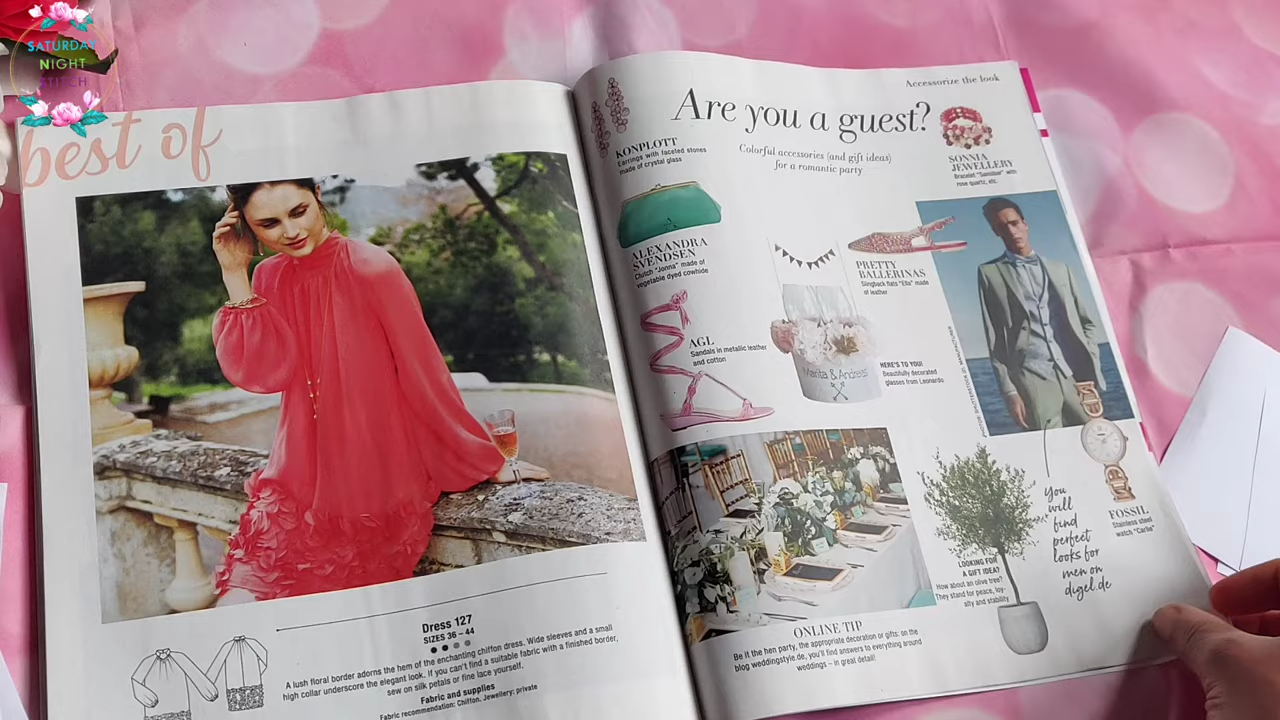 SATURDAY
NIGHT
STITCH
best of
Dress 127
SIZES 36 – 44
A lush floral border adorns the hem of the enchanting chiffon dress. Wide sleeves and a small
high collar underscore the elegant look. If you can't find a suitable fabric with a finished border,
sew on silk petals or fine lace yourself.
Fabric and supplies
Fabric recommendation: Chiffon. Jewellery: private
Accessorize the look
Are you a guest?
Colorful accessories (and gift ideas)
for a romantic party
KONPLOTT
Earrings with faceted stones
made of crystal glass
SONNIA
JEWELLERY
Bracelet "Samibor" with
rose quartz, etc.
ALEXANDRA
SVENDSEN
Clutch "Jonna" made of
vegetable dyed cowhide
PRETTY
BALLERINAS
Slingback flats "Ella" made
of leather
AGL
Sandals in metallic leather
and cotton
Marita & Andreas
HERE'S TO YOU!
Beautifully decorated
glasses from Leonardo
You
will
find
perfect
looks for
men on
digel.de
FOSSIL
Stainless steel
watch "Carlie"
LOOKING FOR
A GIFT IDEA?
How about an olive tree?
They stand for peace, loy-
alty and stability
ONLINE TIP
Be it the hen party, the appropriate decoration or gifts: on the
blog weddingstyle.de, you'll find answers to everything around
weddings – in great detail!